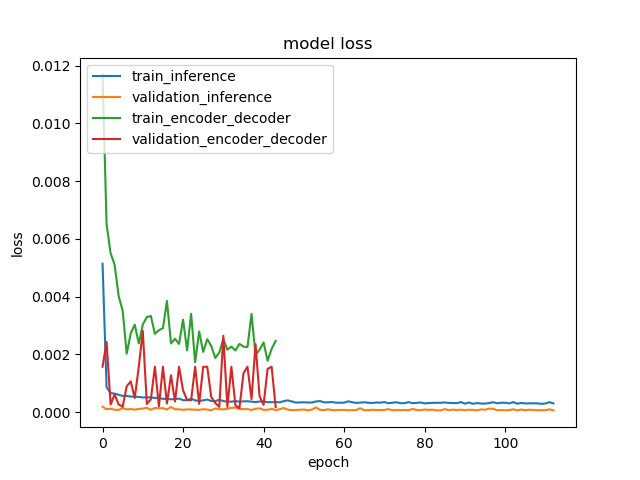 model loss
train_inference
validation_inference
train_encoder_decoder
validation_encoder_decoder
0.012
0.010
0.008
0.006
0.004
0.002
0.000
loss
0 20 40 60 80 100
epoch